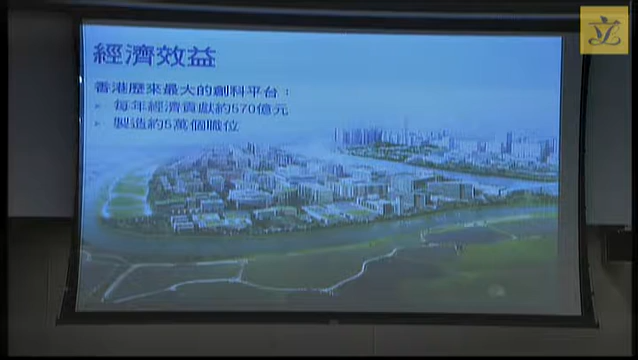 經濟效益
香港歷來最大的創科平台：
每年經濟貢獻約570億元
製造約5萬個職位
立